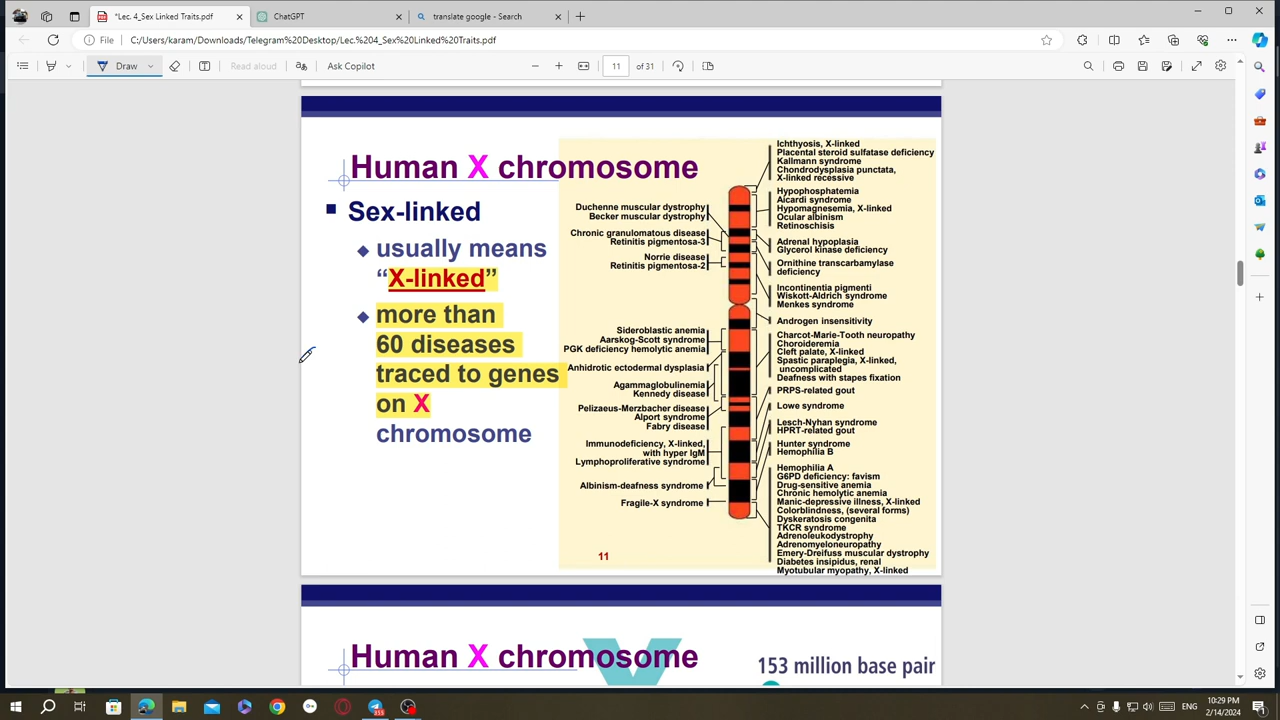 *Lec. 4_Sex Linked Traits.pdf
ChatGPT
translate google - Search
File
C:/Users/karam/Downloads/Telegram%20Desktop/Lec.%204_Sex%20Linked%20Traits.pdf
Draw
Read aloud
Ask Copilot
11 of 31
Human X chromosome
Sex-linked
usually means
“X-linked”
more than
60 diseases
traced to genes
on X
chromosome
Duchenne muscular dystrophy
Becker muscular dystrophy
Chronic granulomatous disease
Retinitis pigmentosa-3
Norrie disease
Retinitis pigmentosa-2
Sideroblastic anemia
Aarskog-Scott syndrome
PGK deficiency hemolytic anemia
Anhidrotic ectodermal dysplasia
Agammaglobulinemia
Kennedy disease
Pelizaeus-Merzbacher disease
Alport syndrome
Fabry disease
Immunodeficiency, X-linked,
with hyper IgM
Lymphoproliferative syndrome
Albinism-deafness syndrome
Fragile-X syndrome
Ichthyosis, X-linked
Placental steroid sulfatase deficiency
Kallmann syndrome
Chondrodysplasia punctata,
X-linked recessive
Hypophosphatemia
Aicardi syndrome
Hypomagnesemia, X-linked
Ocular albinism
Retinoschisis
Adrenal hypoplasia
Glycerol kinase deficiency
Ornithine transcarbamylase
deficiency
Incontinentia pigmenti
Wiskott-Aldrich syndrome
Menkes syndrome
Androgen insensitivity
Charcot-Marie-Tooth neuropathy
Choroideremia
Cleft palate, X-linked
Spastic paraplegia, X-linked,
uncomplicated
Deafness with stapes fixation
PRPS-related gout
Lowe syndrome
Lesch-Nyhan syndrome
HPRT-related gout
Hunter syndrome
Hemophilia B
Hemophilia A
G6PD deficiency: favism
Drug-sensitive anemia
Chronic hemolytic anemia
Manic-depressive illness, X-linked
Colorblindness, (several forms)
Dyskeratosis congenita
TKCR syndrome
Adrenoleukodystrophy
Adrenomyeloneuropathy
Emery-Dreifuss muscular dystrophy
Diabetes insipidus, renal
Myotubular myopathy, X-linked
11
Human X chromosome
153 million base pair
ENG
10:29 PM
2/14/2024